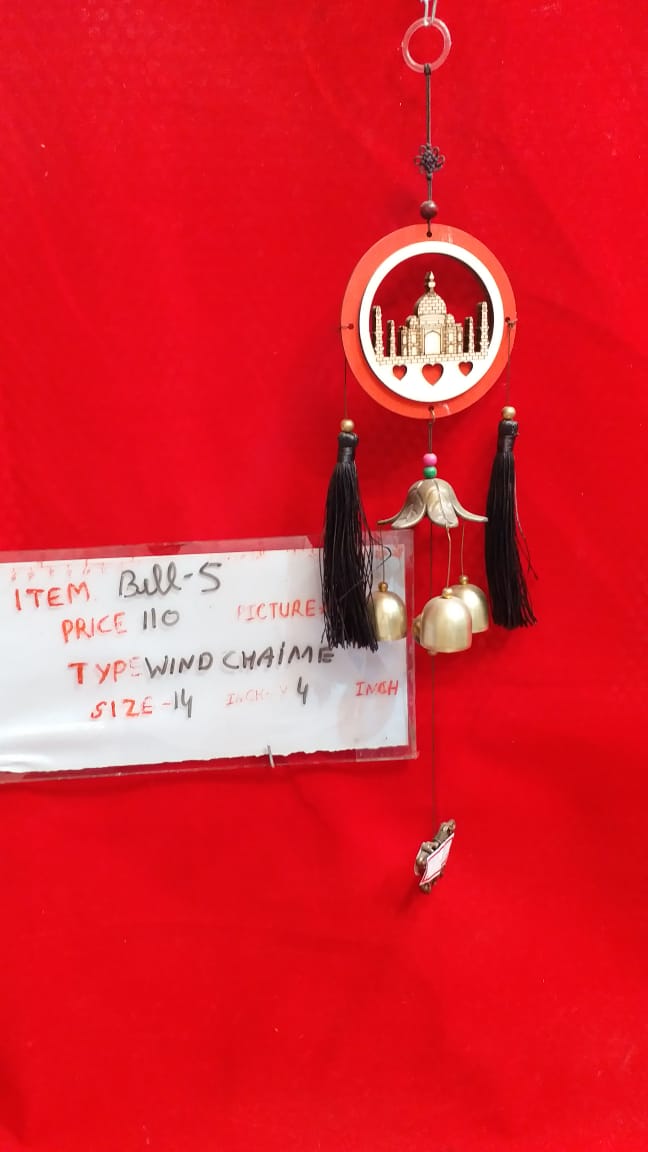 ITEM Bell-5
PRICE 110 PICTURE:
TYPE WIND CHAIME
SIZE-14 INCH 4 INCH